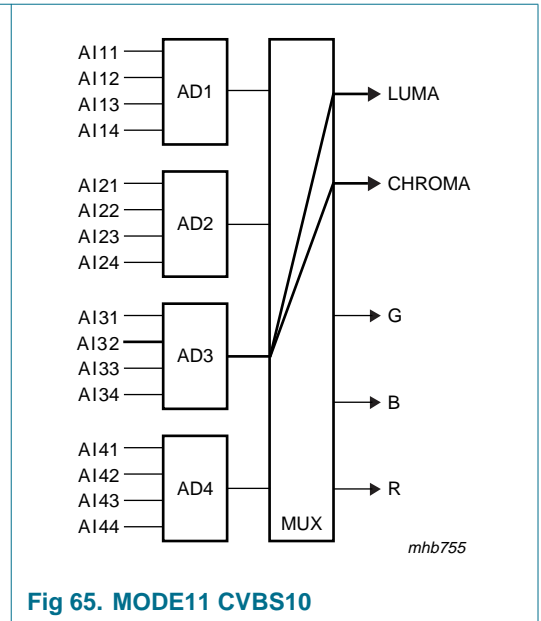 AI11
AI12
AI13
AI14
AD1
AI21
AI22
AI23
AI24
AD2
AI31
AI32
AI33
AI34
AD3
AI41
AI42
AI43
AI44
AD4
MUX
LUMA
CHROMA
G
B
R
mhb755
Fig 65. MODE11 CVBS10